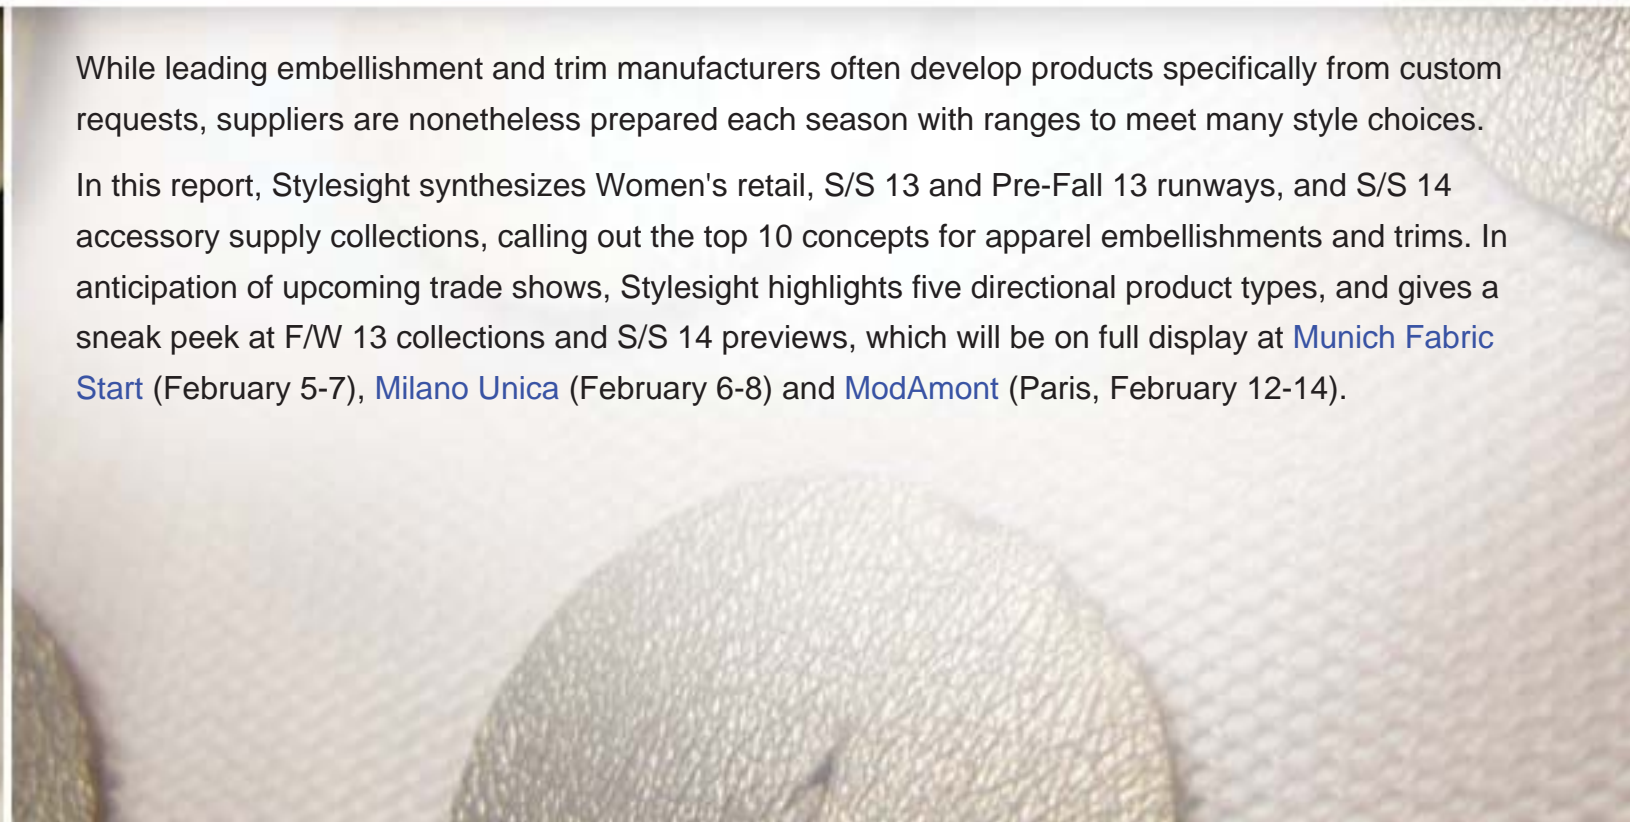 While leading embellishment and trim manufacturers often develop products specifically from custom
requests, suppliers are nonetheless prepared each season with ranges to meet many style choices.
In this report, Stylesight synthesizes Women's retail, S/S 13 and Pre-Fall 13 runways, and S/S 14
accessory supply collections, calling out the top 10 concepts for apparel embellishments and trims. In
anticipation of upcoming trade shows, Stylesight highlights five directional product types, and gives a
sneak peek at F/W 13 collections and S/S 14 previews, which will be on full display at Munich Fabric
Start (February 5-7), Milano Unica (February 6-8) and ModAmont (Paris, February 12-14).